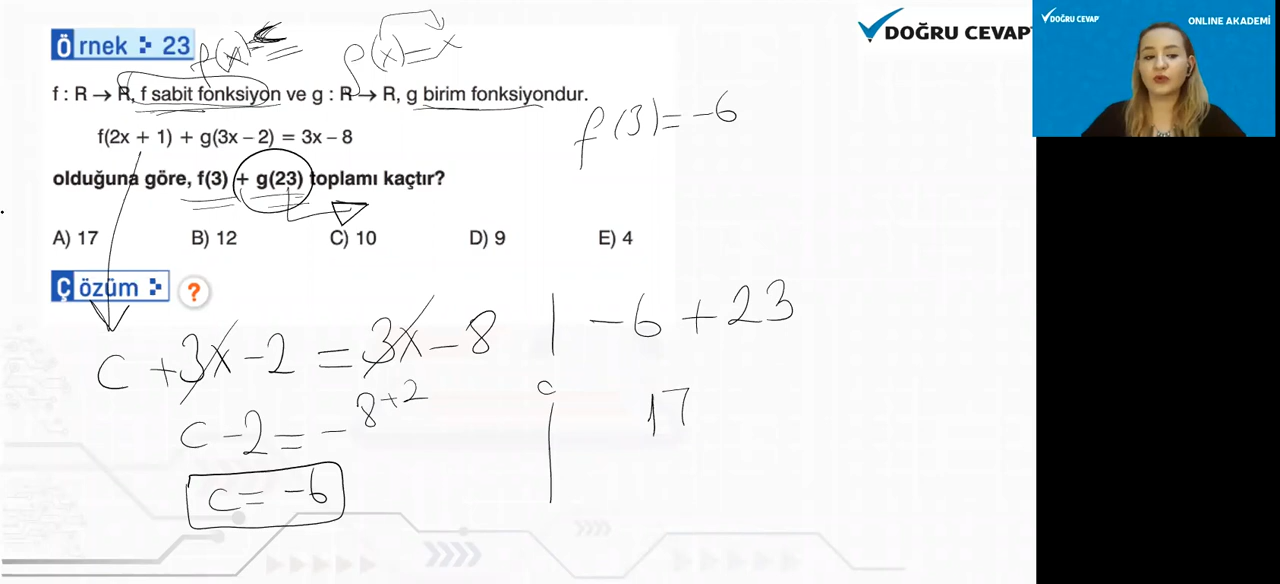 Örnek 23
f(x)=
f(x)=x
DOĞRU CEVAP
DOĞRU CEVAP
ONLINE AKADEMİ
f : R → R, f sabit fonksiyon ve g : R → R, g birim fonksiyondur.
f(3)=-6
f(2x + 1) + g(3x – 2) = 3x – 8
olduğuna göre, f(3) + g(23) toplamı kaçtır?
A) 17 B) 12 C) 10 D) 9 E) 4
Çözüm ?
c +3x -2 = 3x -8
c -2 = -8+2
c = -6
-6 +23
17